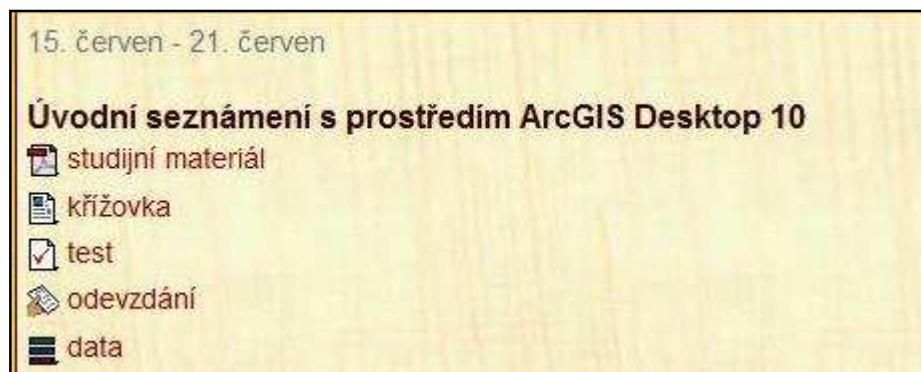 15. červen - 21. červen
Úvodní seznámení s prostředím ArcGIS Desktop 10
studijní materiál
křížovka
test
odevzdání
data